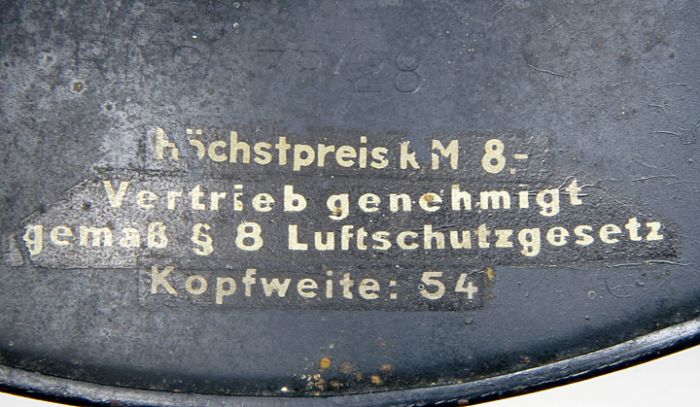 Höchstpreis RM 8.-
Vertrieb genehmigt
gemäß § 8 Luftschutzgesetz
Kopfweite: 54